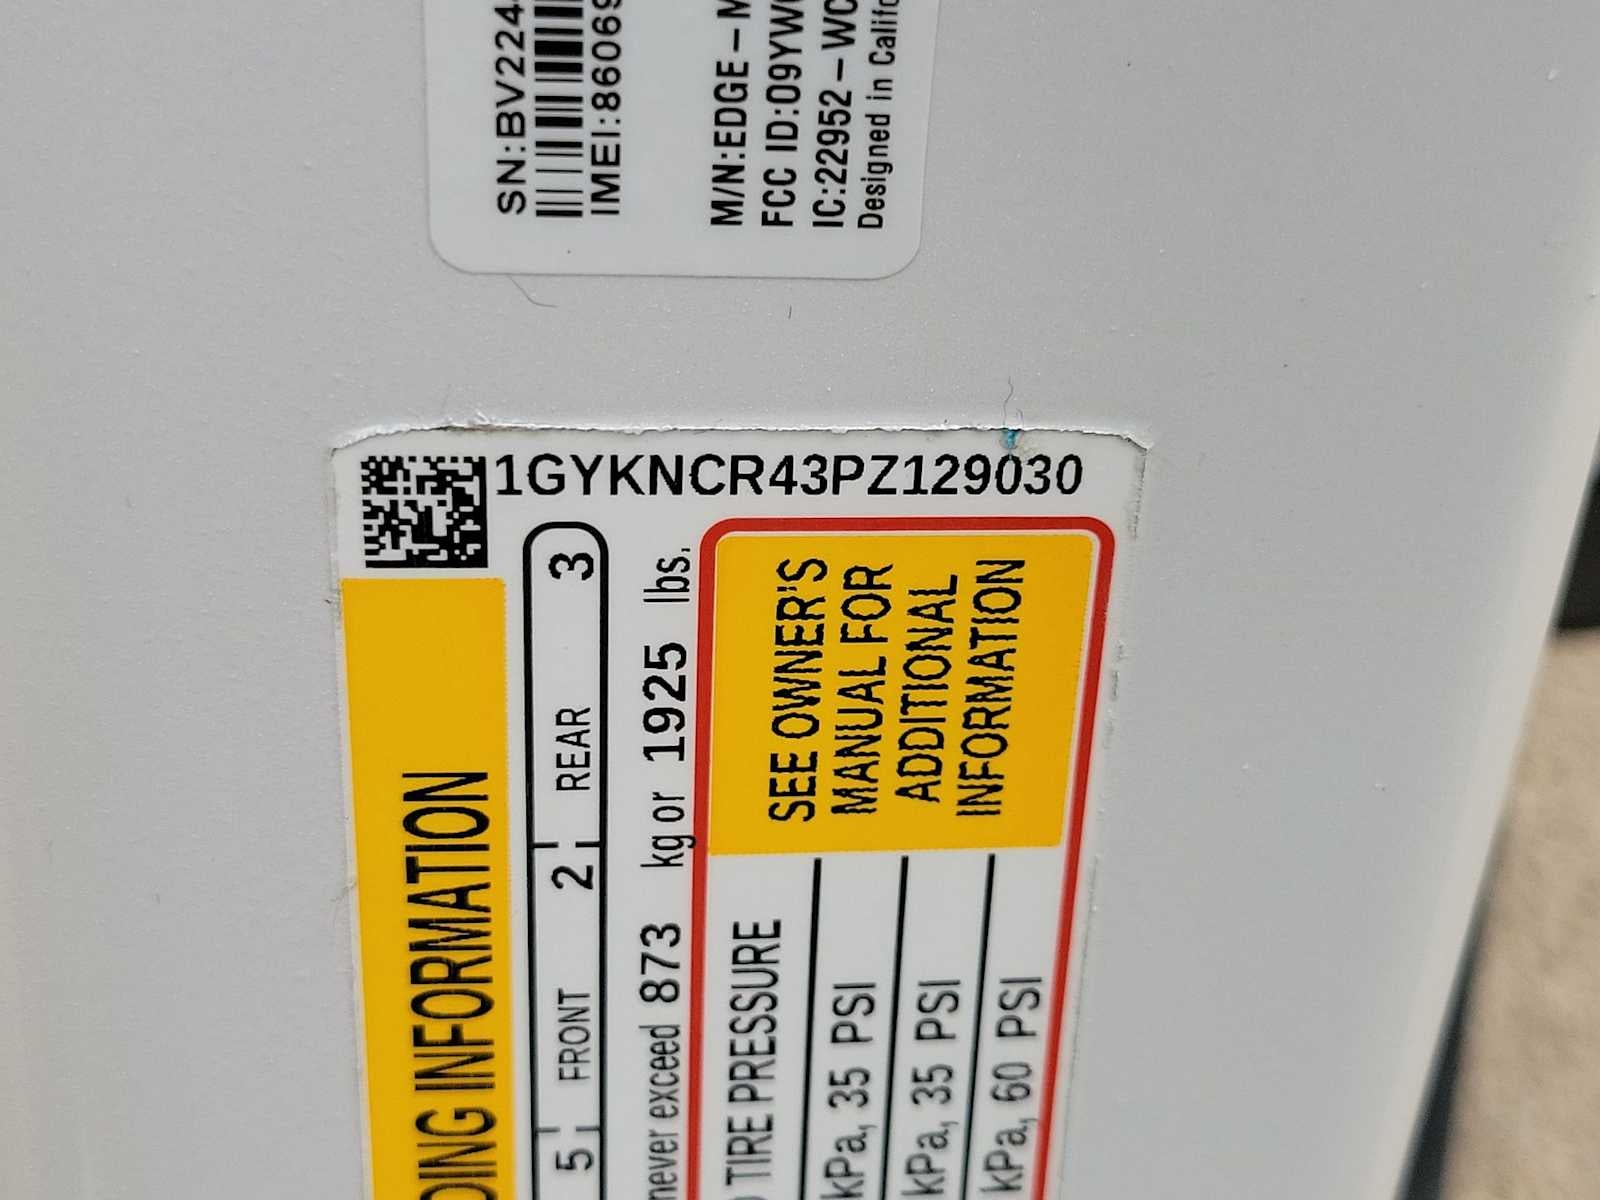 SN:BV224
IMEI:86069
M/N:EDGE – M
FCC ID:O9YW
IC:22952 – WC
Designed in Califo
1GYKNCR43PZ129030
DING INFORMATION
5 FRONT 2 REAR 3
never exceed 873 kg or 1925 lbs.
TIRE PRESSURE
kPa, 35 PSI
kPa, 35 PSI
kPa, 60 PSI
SEE OWNER'S
MANUAL FOR
ADDITIONAL
INFORMATION